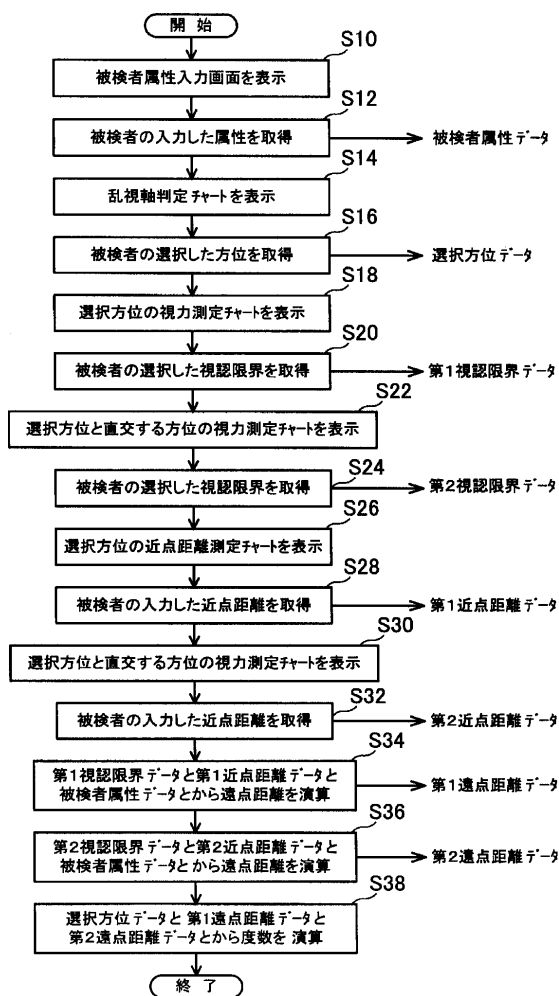 開 始
S10
被検者属性入力画面を表示
S12
被検者の入力した属性を取得
被検者属性データ
S14
乱視軸判定チャートを表示
S16
被検者の選択した方位を取得
選択方位データ
S18
選択方位の視力測定チャートを表示
S20
被検者の選択した視認限界を取得
第1視認限界データ
S22
選択方位と直交する方位の視力測定チャートを表示
S24
被検者の選択した視認限界を取得
第2視認限界データ
S26
選択方位の近点距離測定チャートを表示
S28
被検者の入力した近点距離を取得
第1近点距離データ
S30
選択方位と直交する方位の視力測定チャートを表示
S32
被検者の入力した近点距離を取得
第2近点距離データ
S34
第1視認限界データと第1近点距離データと
被検者属性データとから遠点距離を演算
第1遠点距離データ
S36
第2視認限界データと第2近点距離データと
被検者属性データとから遠点距離を演算
第2遠点距離データ
S38
選択方位データと第1遠点距離データと
第2遠点距離データとから度数を演算
終 了